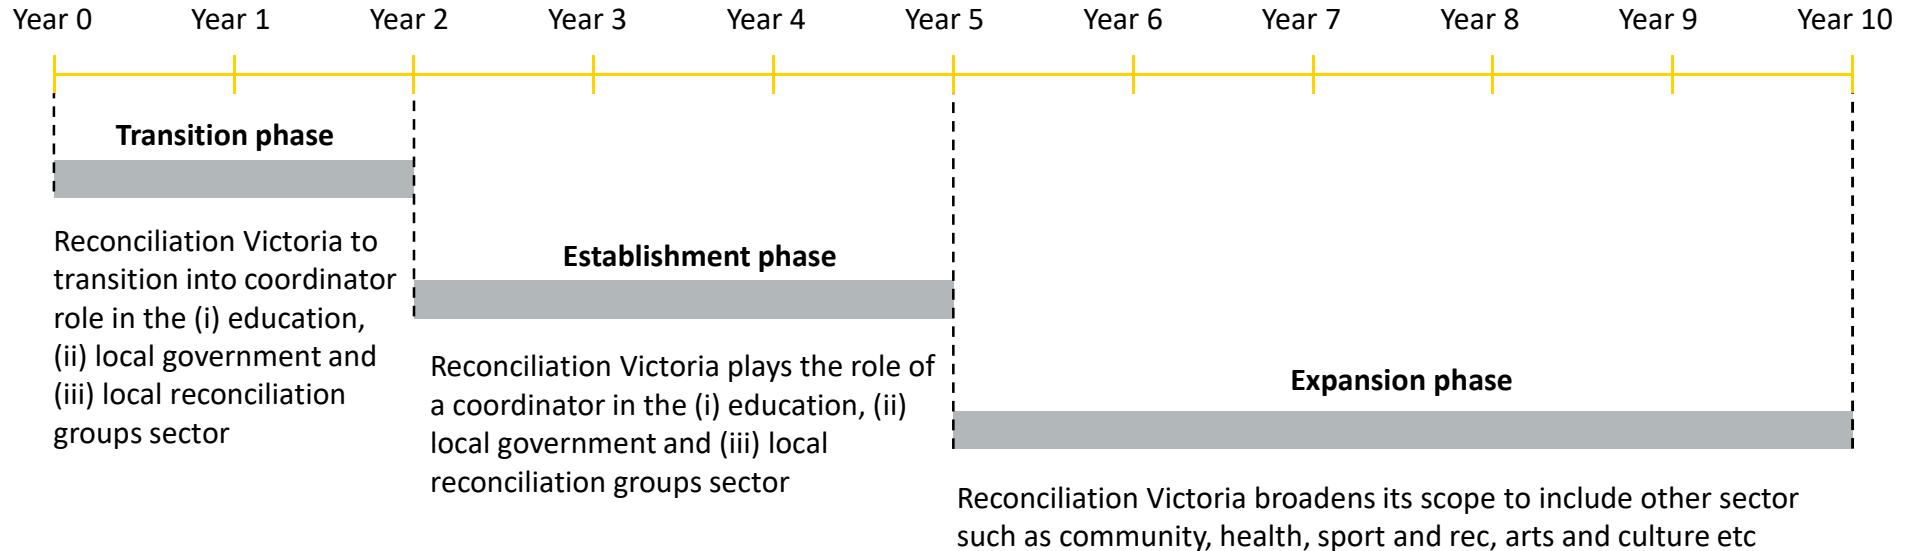 Year 0 Year 1 Year 2 Year 3 Year 4 Year 5 Year 6 Year 7 Year 8 Year 9 Year 10
Transition phase
Reconciliation Victoria to
transition into coordinator
role in the (i) education,
(ii) local government and
(iii) local reconciliation
groups sector
Establishment phase
Reconciliation Victoria plays the role of
a coordinator in the (i) education, (ii)
local government and (iii) local
reconciliation groups sector
Expansion phase
Reconciliation Victoria broadens its scope to include other sector
such as community, health, sport and rec, arts and culture etc